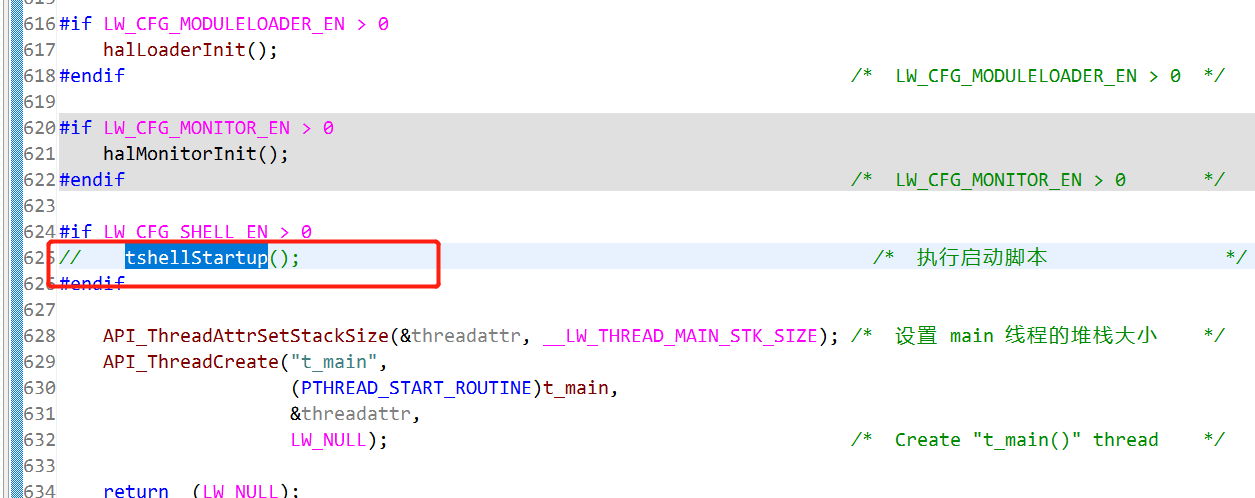 616 #if LW_CFG_MODULELOADER_EN > 0
617     halLoaderInit();
618 #endif /*  LW_CFG_MODULELOADER_EN > 0  */
619
620 #if LW_CFG_MONITOR_EN > 0
621     halMonitorInit();
622 #endif /*  LW_CFG_MONITOR_EN > 0       */
623
624 #if LW_CFG_SHELL_EN > 0
625 //    tshellStartup(); /*  执行启动脚本                */
626 #endif
627
628     API_ThreadAttrSetStackSize(&threadattr, __LW_THREAD_MAIN_STK_SIZE); /*  设置 main 线程的堆栈大小    */
629     API_ThreadCreate("t_main",
630                      (PTHREAD_START_ROUTINE)t_main,
631                      &threadattr,
632                      LW_NULL); /*  Create "t_main()" thread    */
633
634     return  (LW_NULL);